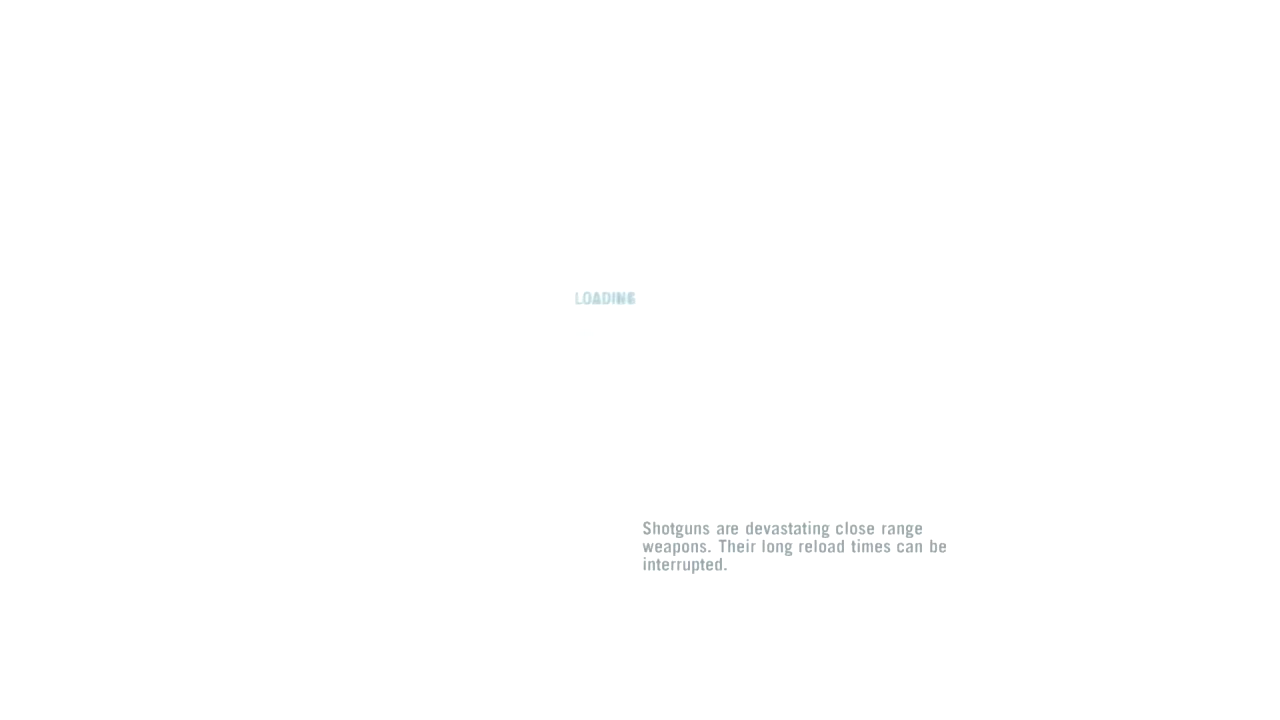 LOADING
Shotguns are devastating close range
weapons. Their long reload times can be
interrupted.